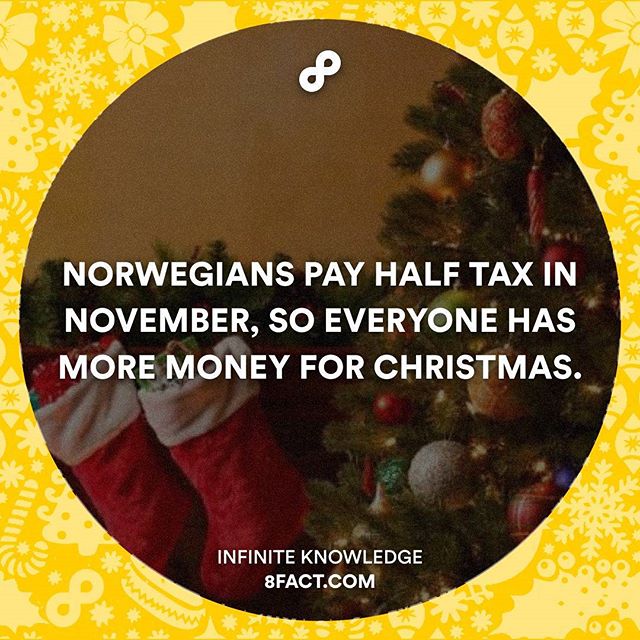 NORWEGIANS PAY HALF TAX IN
NOVEMBER, SO EVERYONE HAS
MORE MONEY FOR CHRISTMAS.
INFINITE KNOWLEDGE
8FACT.COM